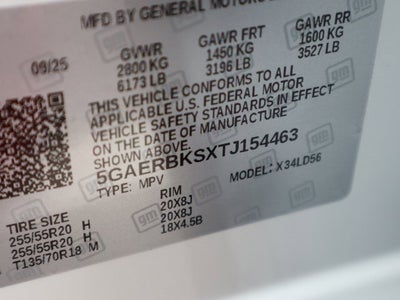 MFD BY GENERAL MOTORS
09/25
GVWR GAWR FRT GAWR RR
2800 KG 1450 KG 1600 KG
6173 LB 3196 LB 3527 LB
THIS VEHICLE CONFORMS TO ALL
APPLICABLE U.S. FEDERAL MOTOR
VEHICLE SAFETY STANDARDS IN EFFECT
ON THE DATE OF MANUFACTURE
SHOWN ABOVE.
5GAERBKSXTJ154463
TYPE: MPV MODEL: X34LD56
TIRE SIZE RIM
255/55R20 H 20X8J
255/55R20 H 20X8J
T135/70R18 M 18X4.5B